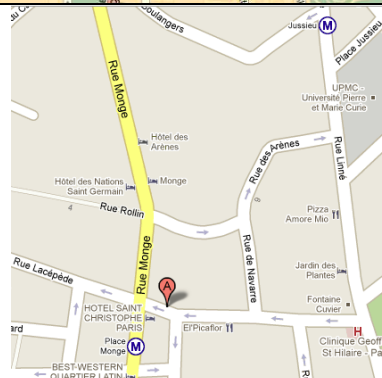 Boulangers
Jussieu
M
Place Jussieu
Rue Monge
UPMC -
Université Pierre
et Marie Curie
Hôtel des
Arènes
Rue des Arènes
Rue Linné
Hôtel des Nations
Saint Germain
Monge
Rue Rollin
Pizza
Amore Mio
Rue de Navarre
Rue Monge
Rue Lacépède
A
Jardin des
Plantes
HOTEL SAINT
CHRISTOPHE
PARIS
Fontaine
Cuvier
El'Picaflor
Place
Monge
M
H
Clinique Geoff
St Hilaire - Pa
BEST-WESTERN
QUARTIER LATIN